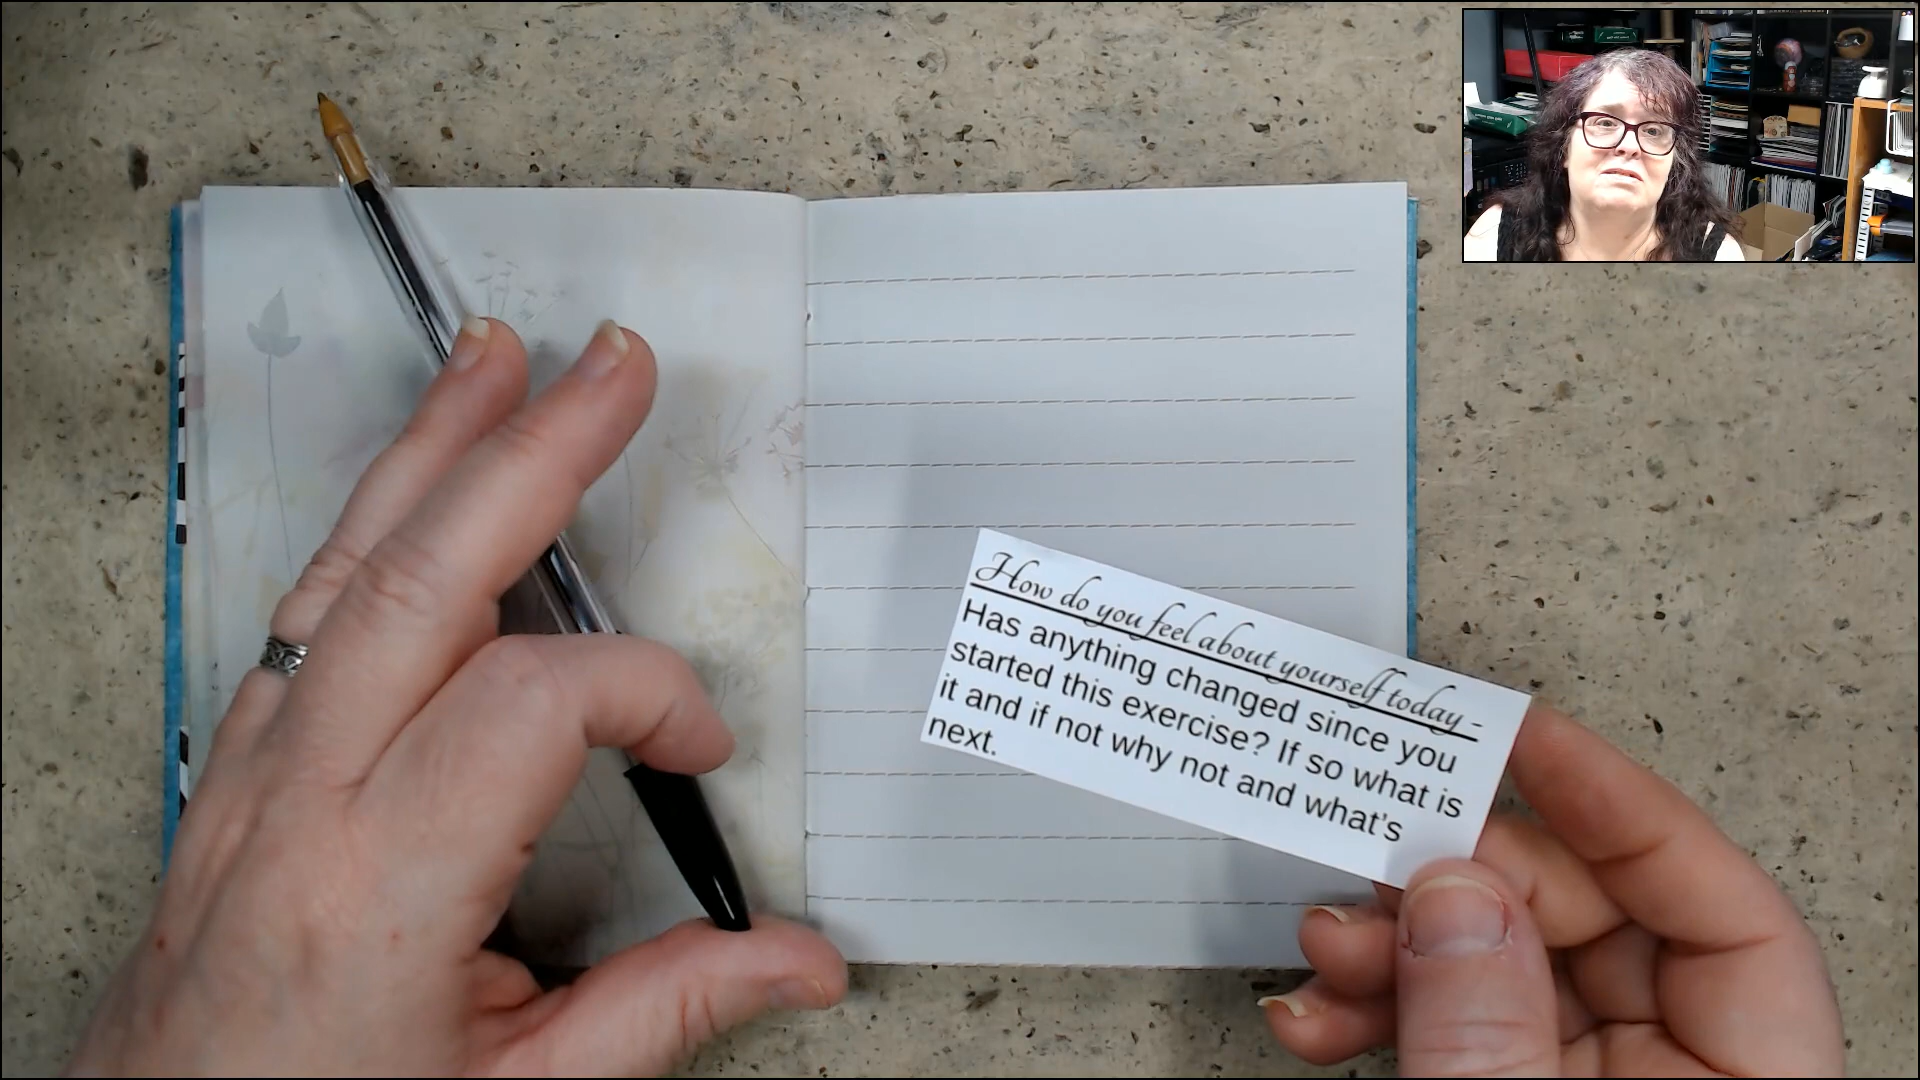 How do you feel about yourself today -
Has anything changed since you
started this exercise? If so what is
it and if not why not and what's
next.